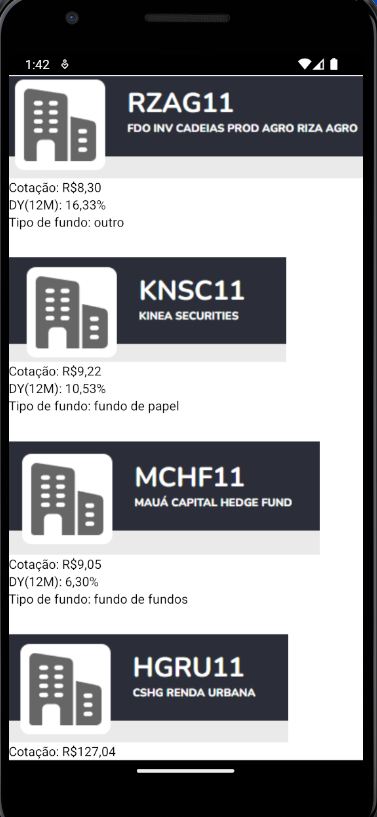 1:42
RZAG11
FDO INV CADEIAS PROD AGRO RIZA AGRO
Cotação: R$8,30
DY(12M): 16,33%
Tipo de fundo: outro
KNSC11
KINEA SECURITIES
Cotação: R$9,22
DY(12M): 10,53%
Tipo de fundo: fundo de papel
MCHF11
MAUÁ CAPITAL HEDGE FUND
Cotação: R$9,05
DY(12M): 6,30%
Tipo de fundo: fundo de fundos
HGRU11
CSHG RENDA URBANA
Cotação: R$127,04